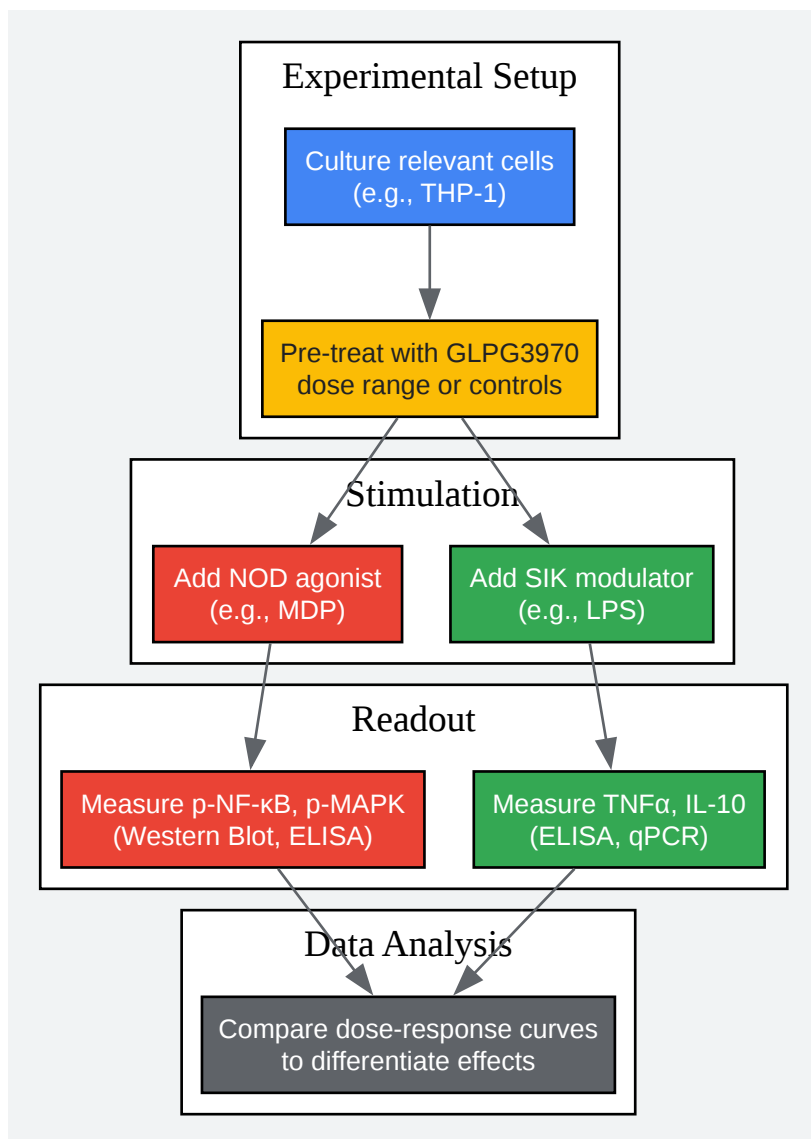 Experimental Setup
Culture relevant cells
(e.g., THP-1)
Pre-treat with GLPG3970
dose range or controls
Stimulation
Add NOD agonist
(e.g., MDP)
Add SIK modulator
(e.g., LPS)
Readout
Measure p-NF-κB, p-MAPK
(Western Blot, ELISA)
Measure TNFα, IL-10
(ELISA, qPCR)
Data Analysis
Compare dose-response curves
to differentiate effects